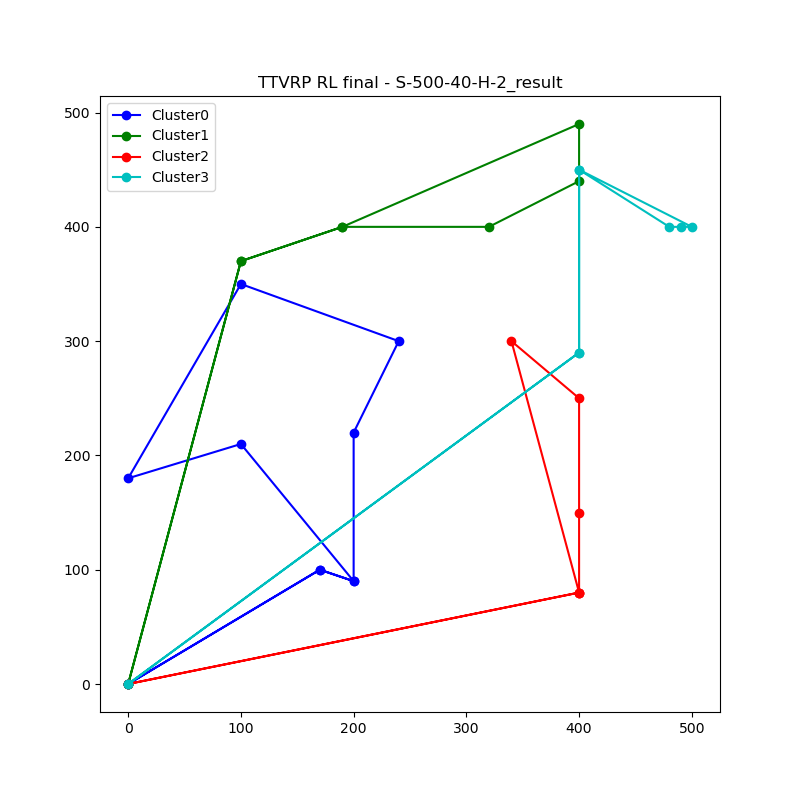 TTVRP RL final - S-500-40-H-2_result
Cluster0
Cluster1
Cluster2
Cluster3
500
400
300
200
100
0
0 100 200 300 400 500